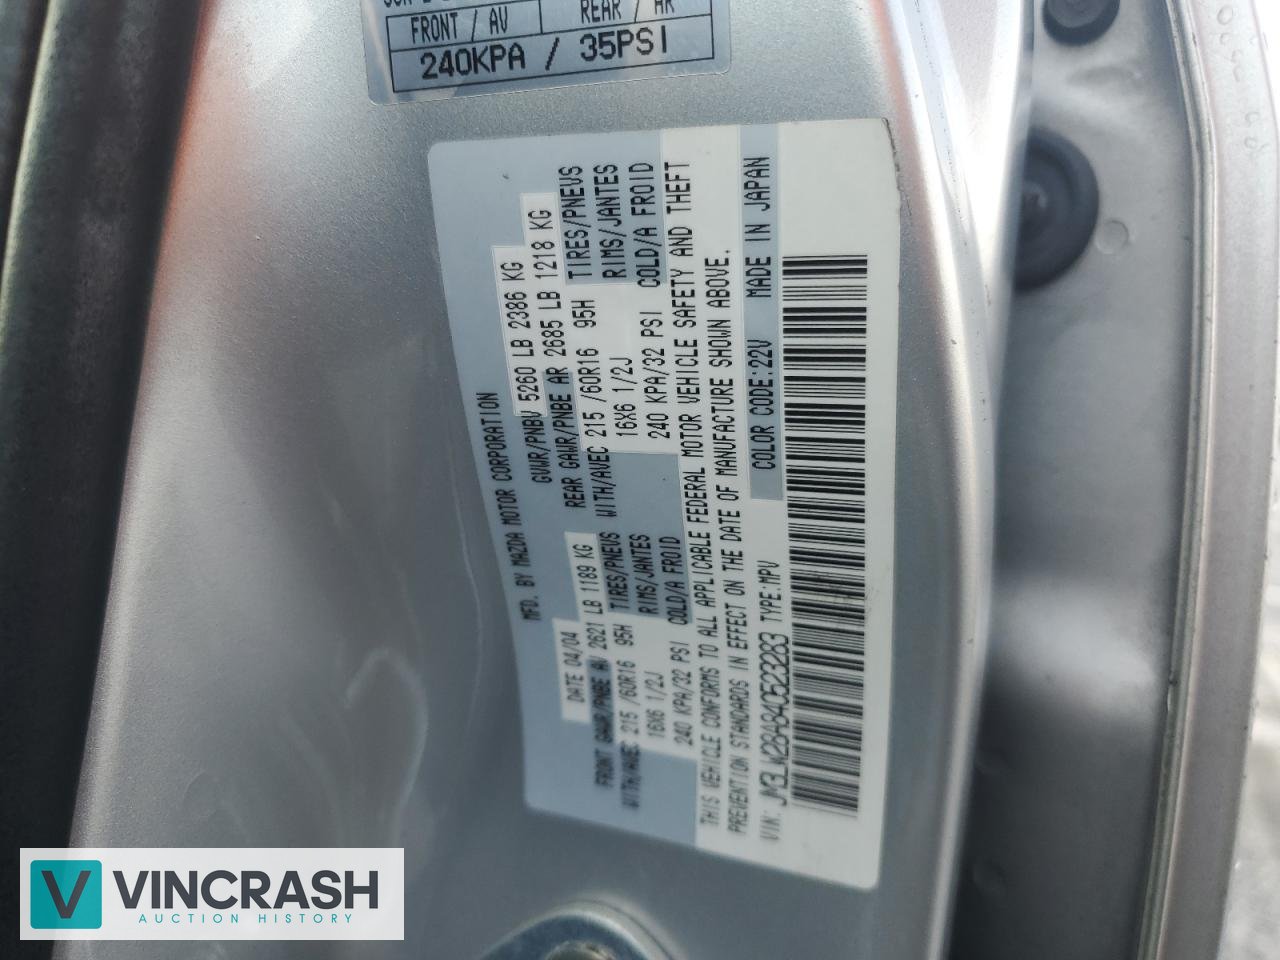 FRONT / AV REAR / AR
240KPA / 35PSI
MFD. BY MAZDA MOTOR CORPORATION
DATE 04/04 GVWR/PNBV 5260 LB 2386 KG
FRONT GAWR/PNBE AV 2621 LB 1189 KG REAR GAWR/PNBE AR 2685 LB 1218 KG
WITH/AVEC 215 /60R16 95H TIRES/PNEUS WITH/AVEC 215 /60R16 95H TIRES/PNEUS
16X6 1/2J RIMS/JANTES 16X6 1/2J RIMS/JANTES
240 KPA/32 PSI COLD/A FROID 240 KPA/32 PSI COLD/A FROID
THIS VEHICLE CONFORMS TO ALL APPLICABLE FEDERAL MOTOR VEHICLE SAFETY AND THEFT
PREVENTION STANDARDS IN EFFECT ON THE DATE OF MANUFACTURE SHOWN ABOVE.
VIN: JM3LW28A840523283 TYPE:MPV COLOR CODE:22V MADE IN JAPAN
V VINCRASH
AUCTION HISTORY